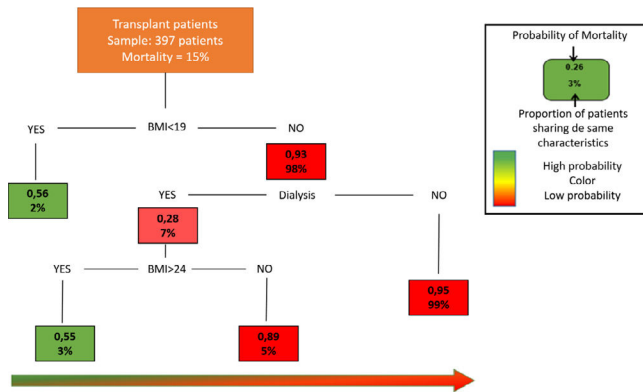 Transplant patients
Sample: 397 patients
Mortality = 15%
YES
BMI<19
NO
0,56
2%
0,93
98%
YES
Dialysis
NO
0,28
7%
0,95
99%
YES
BMI>24
NO
0,55
3%
0,89
5%
Probability of Mortality
0.26
3%
Proportion of patients
sharing de same
characteristics
High probability
Color
Low probability